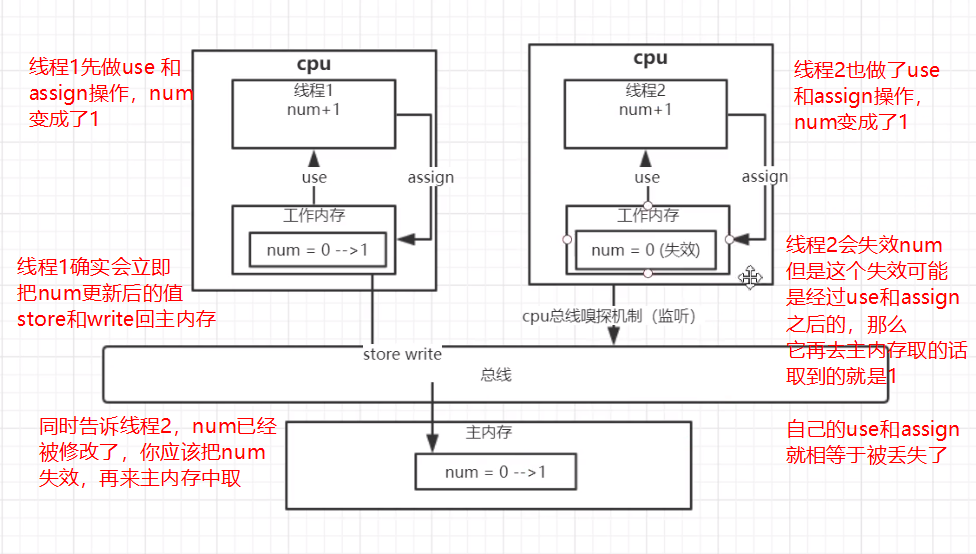 线程1先做use 和
assign操作，num
变成了1
cpu
线程1
num+1
use
assign
工作内存
num = 0 -->1
cpu
线程2
num+1
use
assign
工作内存
num = 0 (失效)
线程2也做了use
和assign操作，
num变成了1
线程1确实会立即
把num更新后的值
store和write回主内存
线程2会失效num
但是这个失效可能
是经过use和assign
之后的，那么
它再去主内存取的话
取到的就是1
cpu总线嗅探机制（监听）
store write
总线
同时告诉线程2，num已经
被修改了，你应该把num
失效，再来主内存中取
主内存
num = 0 -->1
自己的use和assign
就相等于被丢失了